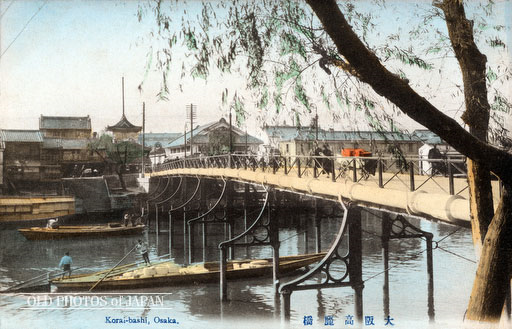 OLD PHOTOS of JAPAN
Korai-bashi, Osaka.
橋麗高阪大